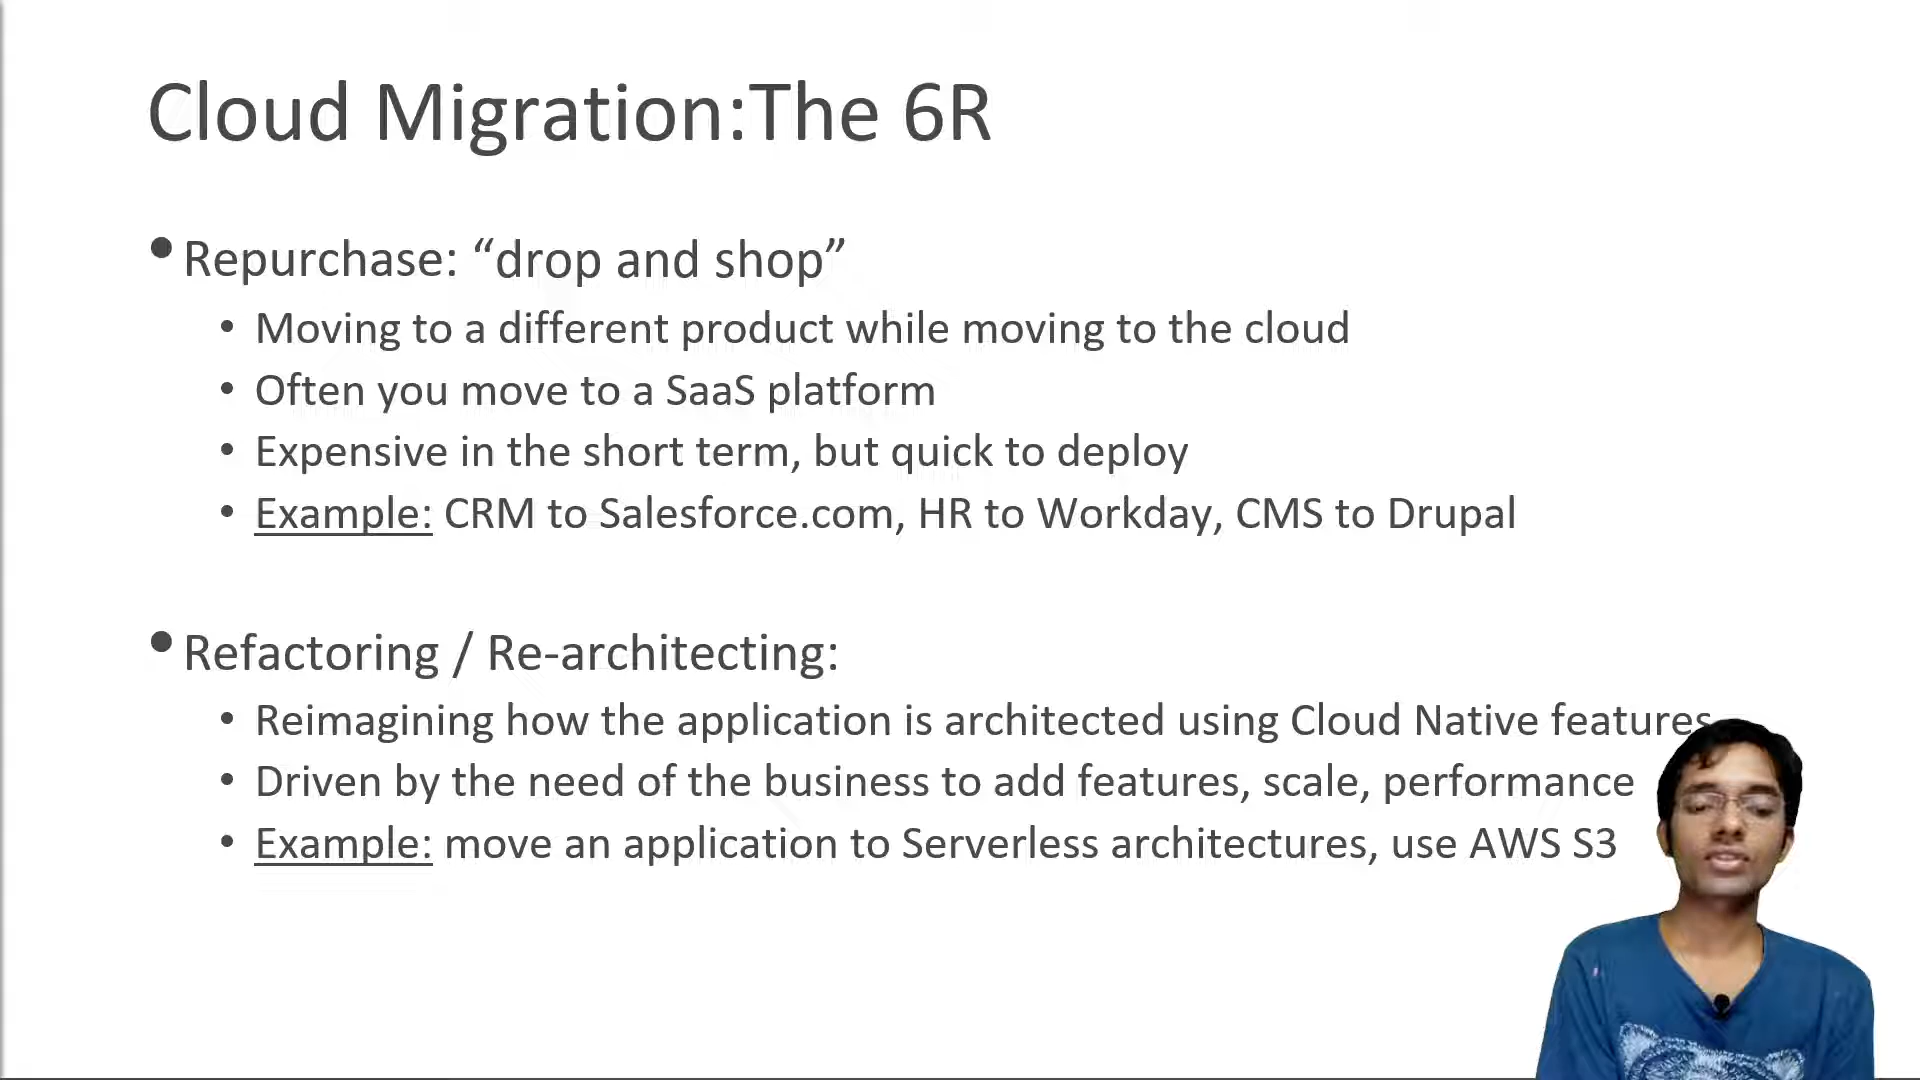 Cloud Migration:The 6R
• Repurchase: “drop and shop”
• Moving to a different product while moving to the cloud
• Often you move to a SaaS platform
• Expensive in the short term, but quick to deploy
• Example: CRM to Salesforce.com, HR to Workday, CMS to Drupal
• Refactoring / Re-architecting:
• Reimagining how the application is architected using Cloud Native features
• Driven by the need of the business to add features, scale, performance
• Example: move an application to Serverless architectures, use AWS S3